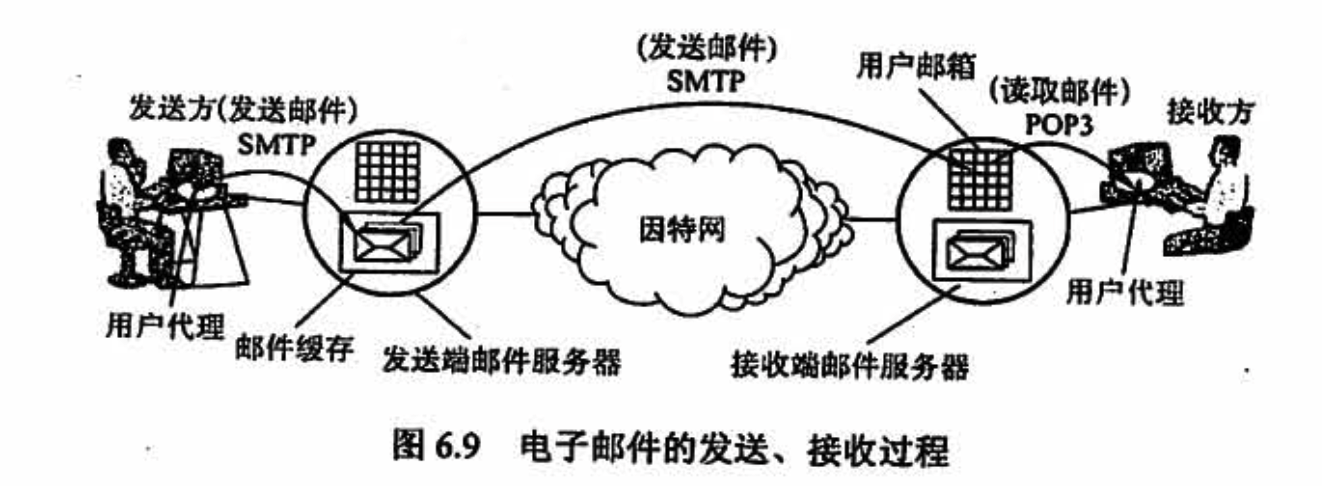 (发送邮件)
SMTP
用户邮箱
(读取邮件)
POP3
接收方
发送方(发送邮件)
SMTP
因特网
用户代理
邮件缓存
发送端邮件服务器
接收端邮件服务器
用户代理
图 6.9 电子邮件的发送、接收过程